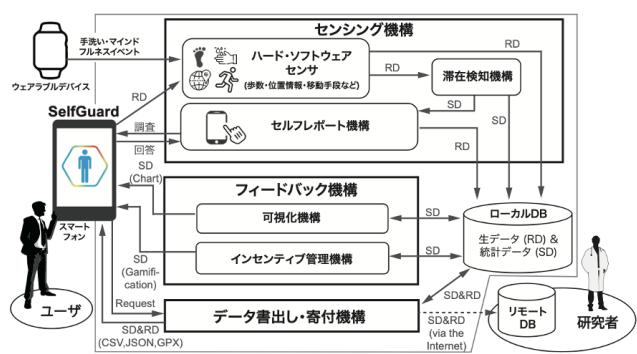 センシング機構
手洗い・マインド
フルネスイベント
ウェアラブルデバイス
ハード・ソフトウェア
センサ
(歩数・位置情報・移動手段など)
RD
RD
滞在検知機構
RD
SD
SD
SelfGuard
調査
回答
セルフレポート機構
RD
SD
(Chart)
フィードバック機構
可視化機構
SD
インセンティブ管理機構
SD
ローカルDB
生データ (RD) &
統計データ (SD)
スマート
フォン
SD
(Gamifi-
cation)
ユーザ
Request
SD&RD
(CSV,JSON,GPX)
データ書出し・寄付機構
SD&RD
SD&RD
(via the
Internet)
リモート
DB
研究者